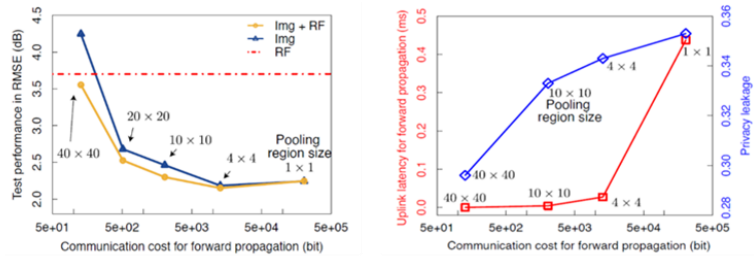 4.5
4.0
3.5
3.0
2.5
2.0
Test performance in RMSE (dB)
Img + RF
Img
RF
40 × 40
20 × 20
10 × 10
4 × 4
Pooling
region size
1 × 1
5e+01 5e+02 5e+03 5e+04 5e+05
Communication cost for forward propagation (bit)
0.5
0.4
0.3
0.2
0.1
0.0
Uplink latency for forward propagation (ms)
10 × 10
Pooling
region size
4 × 4
1 × 1
40 × 40
40 × 40
10 × 10
4 × 4
0.36
0.34
0.32
0.30
0.28
Privacy leakage
5e+01 5e+02 5e+03 5e+04 5e+05
Communication cost for forward propagation (bit)